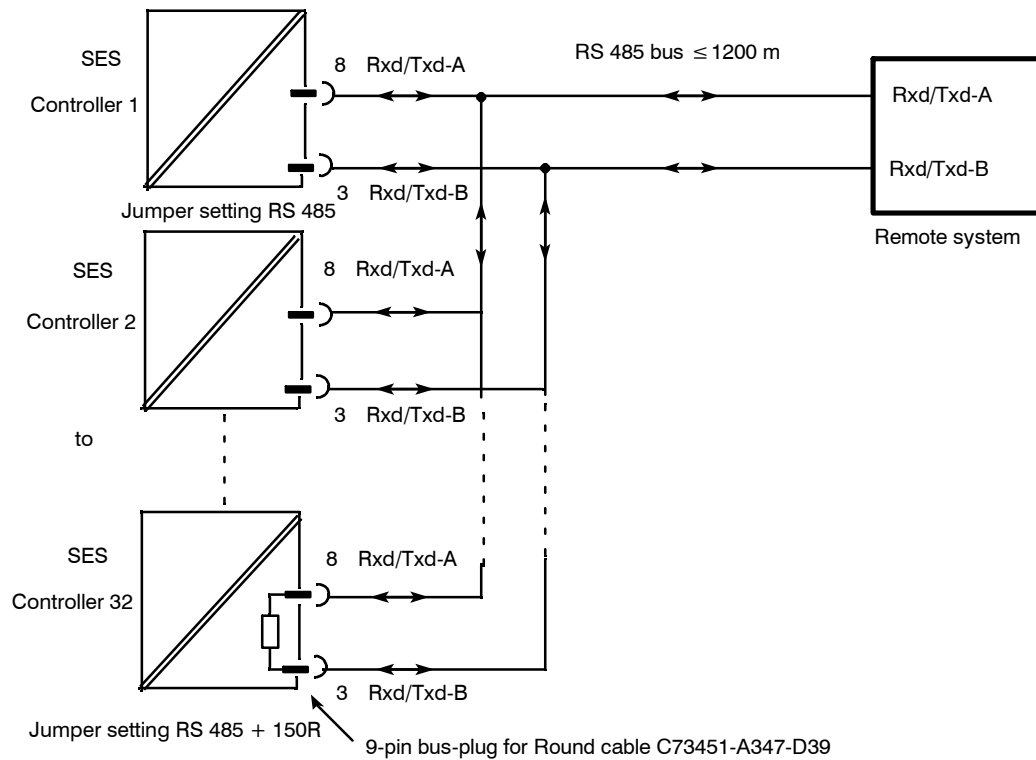 SES
Controller 1
8 Rxd/Txd-A
3 Rxd/Txd-B
Jumper setting RS 485
RS 485 bus ≤ 1200 m
Rxd/Txd-A
Rxd/Txd-B
Remote system
SES
Controller 2
8 Rxd/Txd-A
3 Rxd/Txd-B
to
SES
Controller 32
8 Rxd/Txd-A
3 Rxd/Txd-B
Jumper setting RS 485 + 150R
9-pin bus-plug for Round cable C73451-A347-D39